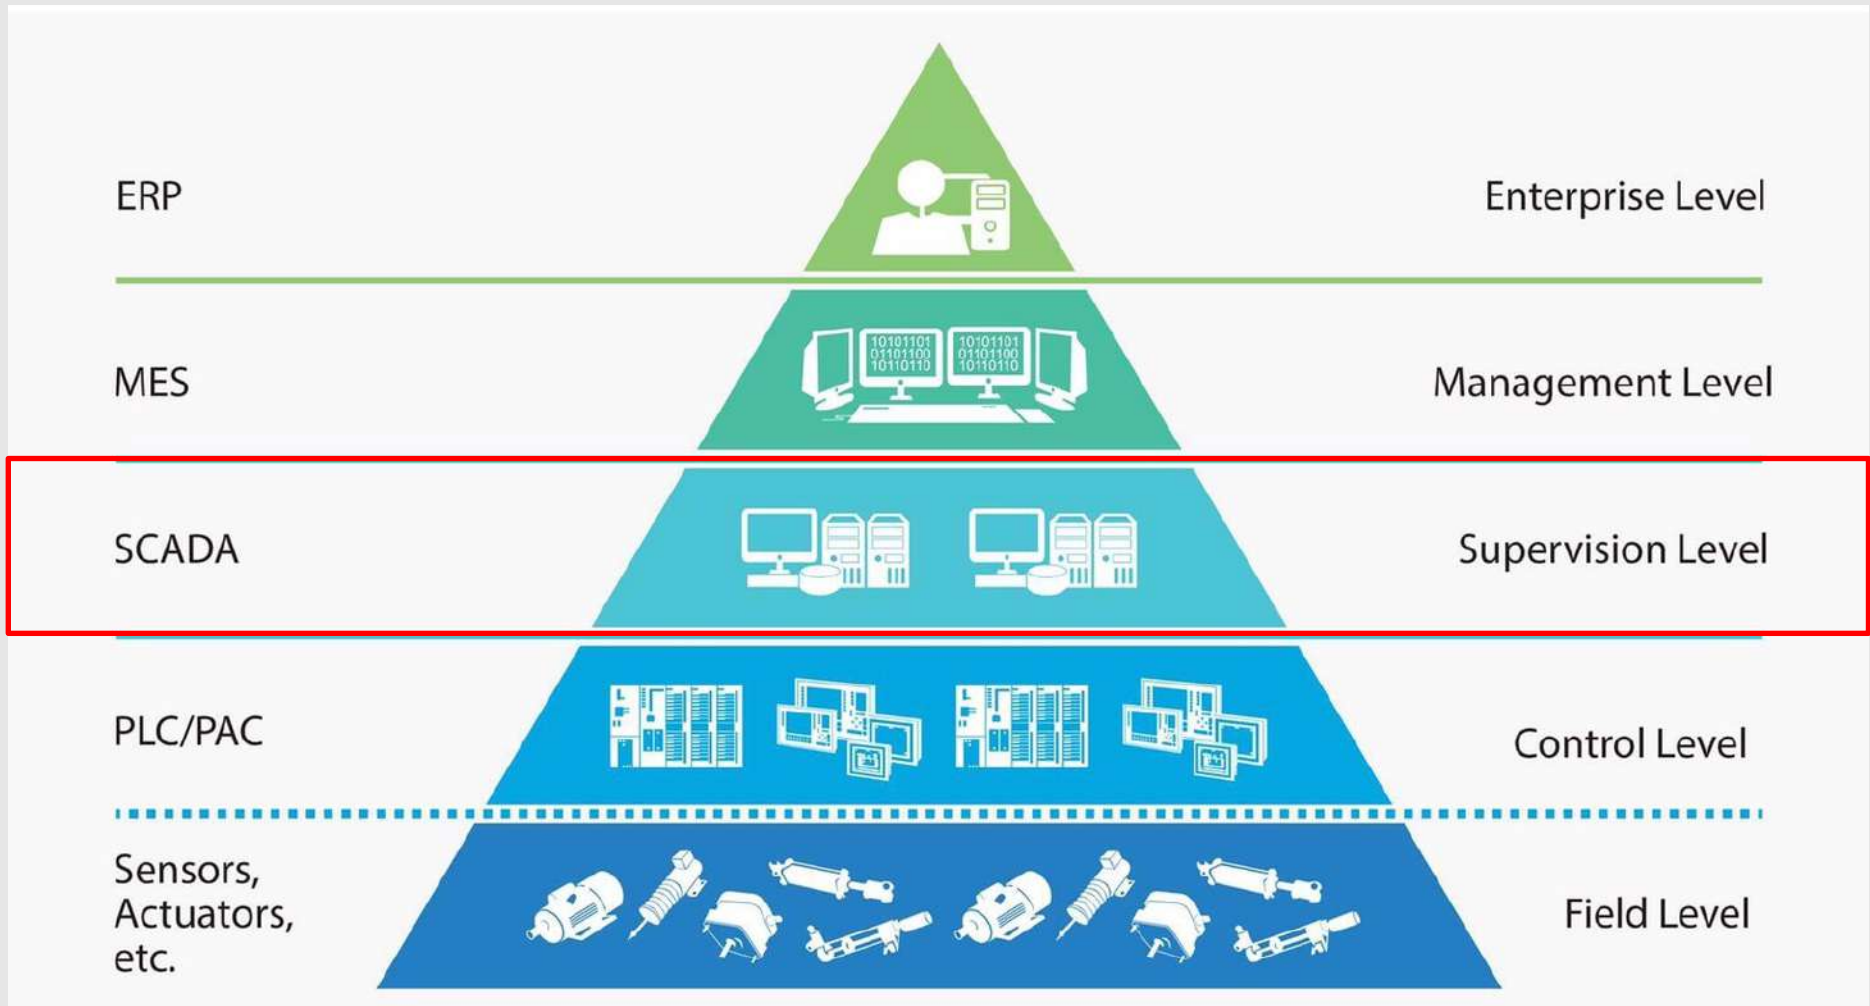 ERP
Enterprise Level
10101101
01101100
10110110
10101101
01101100
10110110
MES
Management Level
SCADA
Supervision Level
PLC/PAC
Control Level
Sensors,
Actuators,
etc.
Field Level